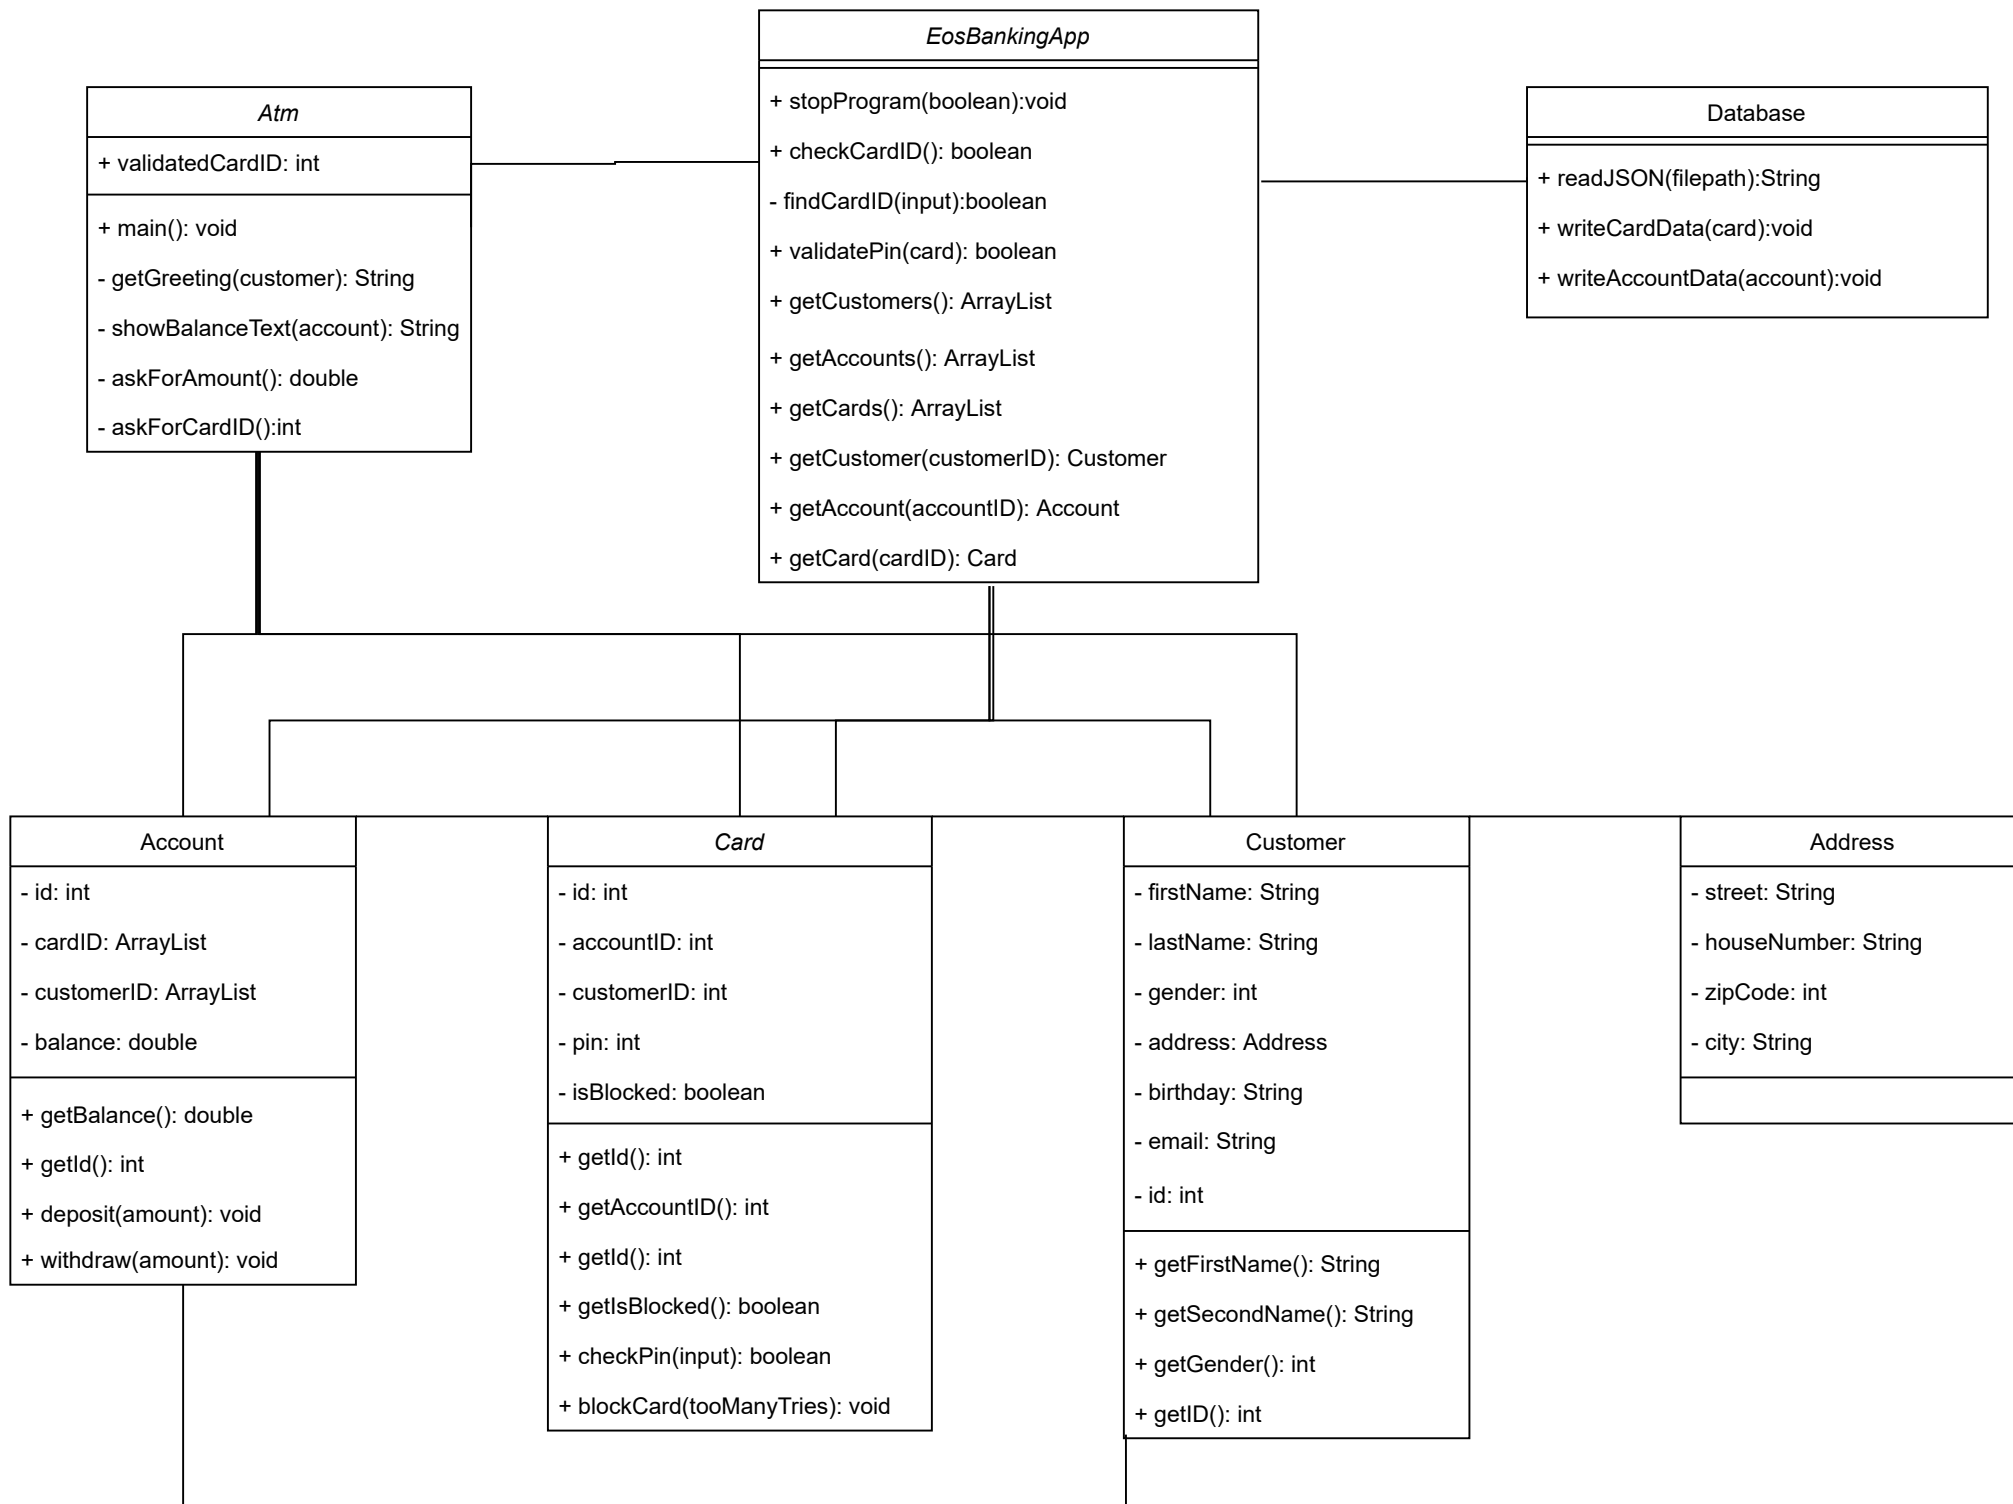 EosBankingApp
+ stopProgram(boolean):void
+ checkCardID(): boolean
- findCardID(input):boolean
+ validatePin(card): boolean
+ getCustomers(): ArrayList
+ getAccounts(): ArrayList
+ getCards(): ArrayList
+ getCustomer(customerID): Customer
+ getAccount(accountID): Account
+ getCard(cardID): Card
Atm
+ validatedCardID: int
+ main(): void
- getGreeting(customer): String
- showBalanceText(account): String
- askForAmount(): double
- askForCardID():int
Database
+ readJSON(filepath):String
+ writeCardData(card):void
+ writeAccountData(account):void
Account
- id: int
- cardID: ArrayList
- customerID: ArrayList
- balance: double
+ getBalance(): double
+ getId(): int
+ deposit(amount): void
+ withdraw(amount): void
Card
- id: int
- accountID: int
- customerID: int
- pin: int
- isBlocked: boolean
+ getId(): int
+ getAccountID(): int
+ getId(): int
+ getIsBlocked(): boolean
+ checkPin(input): boolean
+ blockCard(tooManyTries): void
Customer
- firstName: String
- lastName: String
- gender: int
- address: Address
- birthday: String
- email: String
- id: int
+ getFirstName(): String
+ getSecondName(): String
+ getGender(): int
+ getID(): int
Address
- street: String
- houseNumber: String
- zipCode: int
- city: String